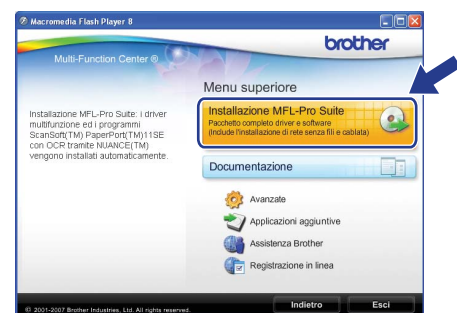 Macromedia Flash Player 8
brother
Multi-Function Center ®
Menu superiore
Installazione MFL-Pro Suite: i driver
multifunzione ed i programmi
ScanSoft(TM) PaperPort(TM)11SE
con OCR tramite NUANCE(TM)
vengono installati automaticamente.
Installazione MFL-Pro Suite
Pacchetto completo driver e software
(Include l'installazione di rete senza fili e cablata)
Documentazione
Avanzate
Applicazioni aggiuntive
Assistenza Brother
Registrazione in linea
© 2001-2007 Brother Industries, Ltd. All rights reserved.
Indietro
Esci